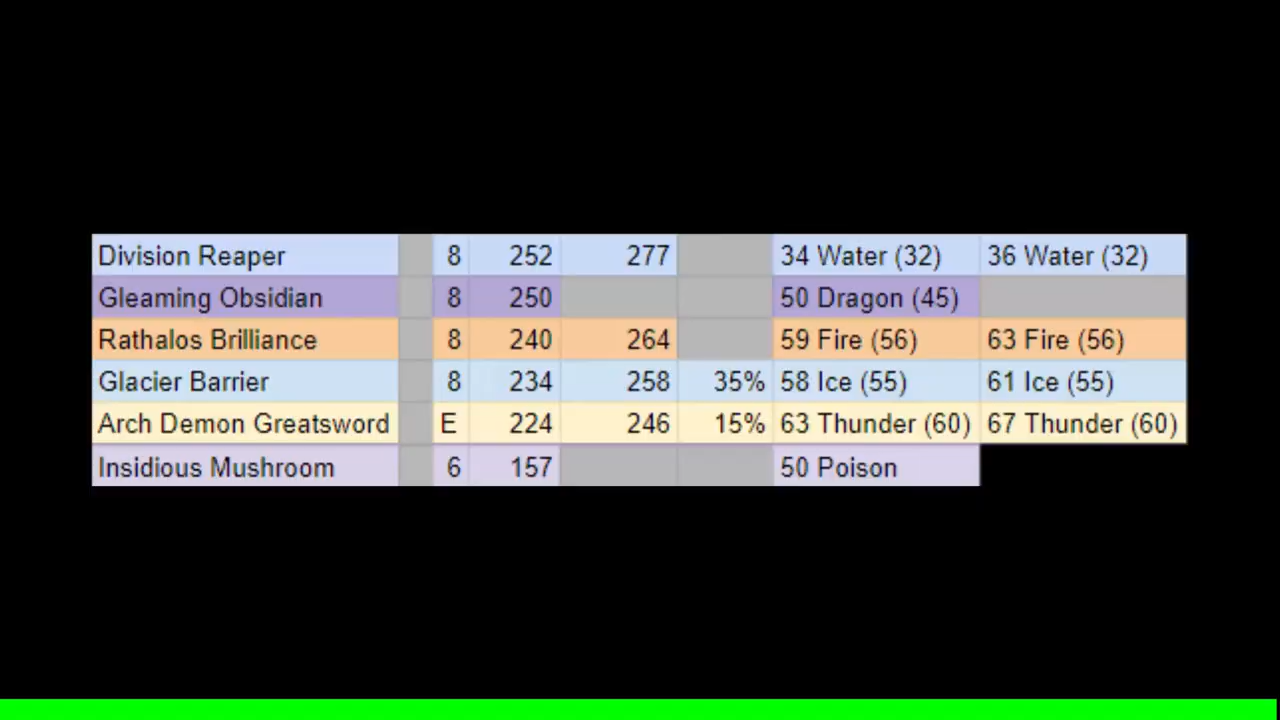 Division Reaper 8 252 277 34 Water (32) 36 Water (32)
Gleaming Obsidian 8 250 50 Dragon (45)
Rathalos Brilliance 8 240 264 59 Fire (56) 63 Fire (56)
Glacier Barrier 8 234 258 35% 58 Ice (55) 61 Ice (55)
Arch Demon Greatsword E 224 246 15% 63 Thunder (60) 67 Thunder (60)
Insidious Mushroom 6 157 50 Poison